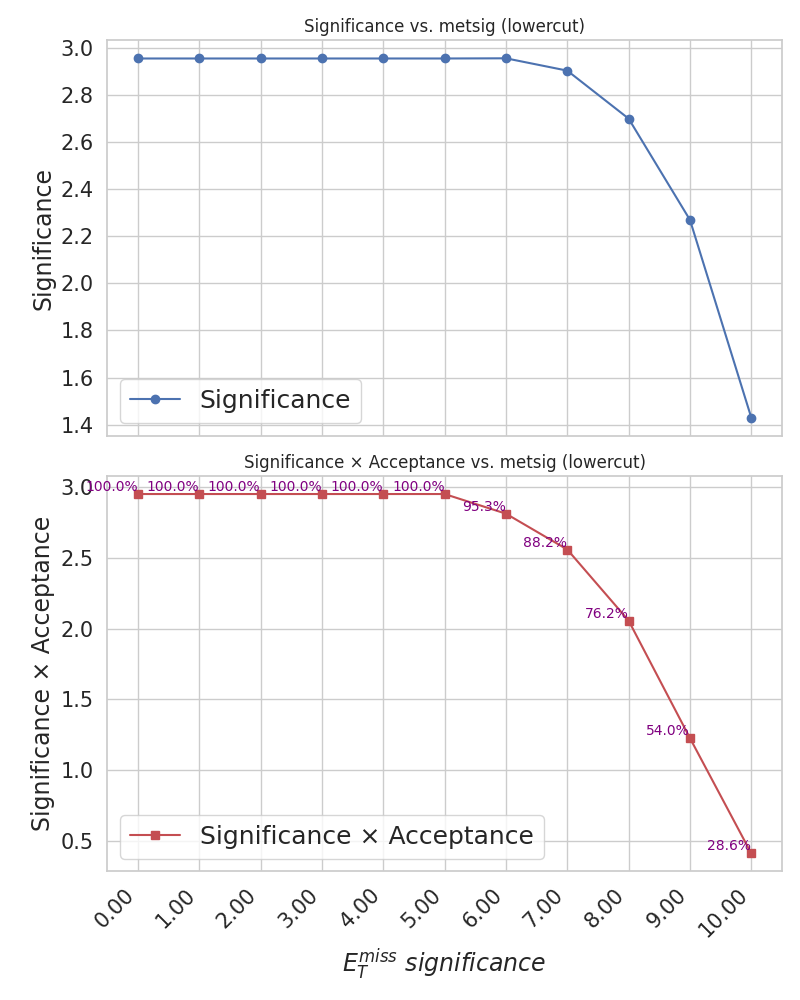 Significance vs. metsig (lowercut)
3.0
2.8
2.6
2.4
2.2
2.0
1.8
1.6
1.4
Significance
Significance
Significance × Acceptance vs. metsig (lowercut)
3.0
2.5
2.0
1.5
1.0
0.5
Significance × Acceptance
100.0% 100.0% 100.0% 100.0% 100.0% 100.0%
95.3%
88.2%
76.2%
54.0%
28.6%
Significance × Acceptance
0.00 1.00 2.00 3.00 4.00 5.00 6.00 7.00 8.00 9.00 10.00
E_T^miss significance